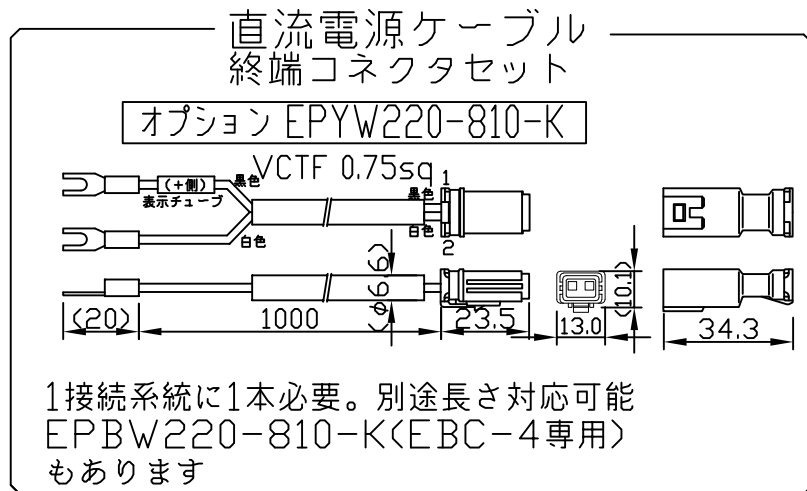 直流電源ケーブル
終端コネクタセット
オプション EPYW220-810-K
VCTF 0.75sq
(+側)
黒色
表示チューブ
白色
黒色
1
白色
2
(φ6.6)
(20)
1000
23.5
13.0
(10.1)
34.3
1接続系統に1本必要。別途長さ対応可能
EPBW220-810-K(EBC-4専用)
もあります